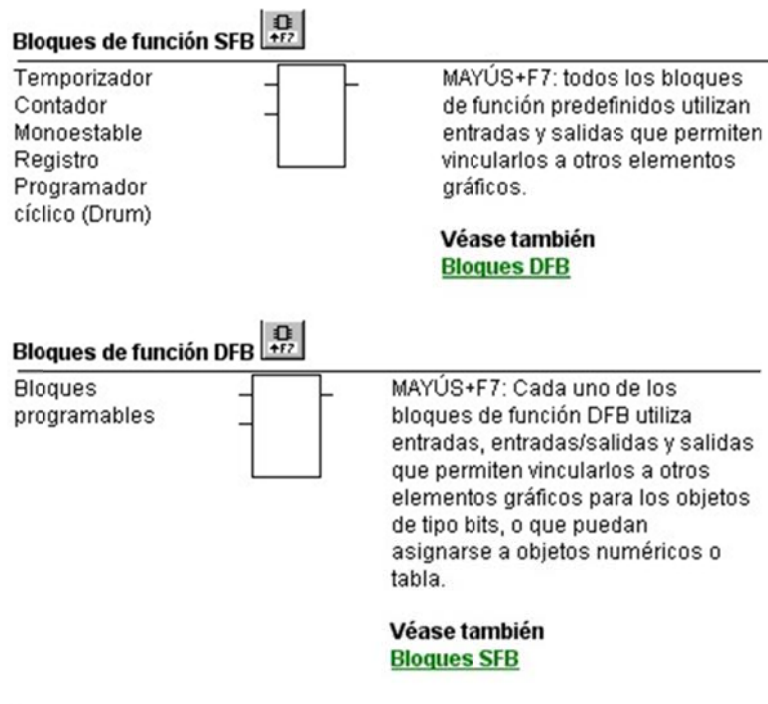 Bloques de función SFB
+F7
Temporizador
Contador
Monoestable
Registro
Programador
cíclico (Drum)
MAYÚS+F7: todos los bloques
de función predefinidos utilizan
entradas y salidas que permiten
vincularlos a otros elementos
gráficos.
Véase también
Bloques DFB
Bloques de función DFB
+F7
Bloques
programables
MAYÚS+F7: Cada uno de los
bloques de función DFB utiliza
entradas, entradas/salidas y salidas
que permiten vincularlos a otros
elementos gráficos para los objetos
de tipo bits, o que puedan
asignarse a objetos numéricos o
tabla.
Véase también
Bloques SFB